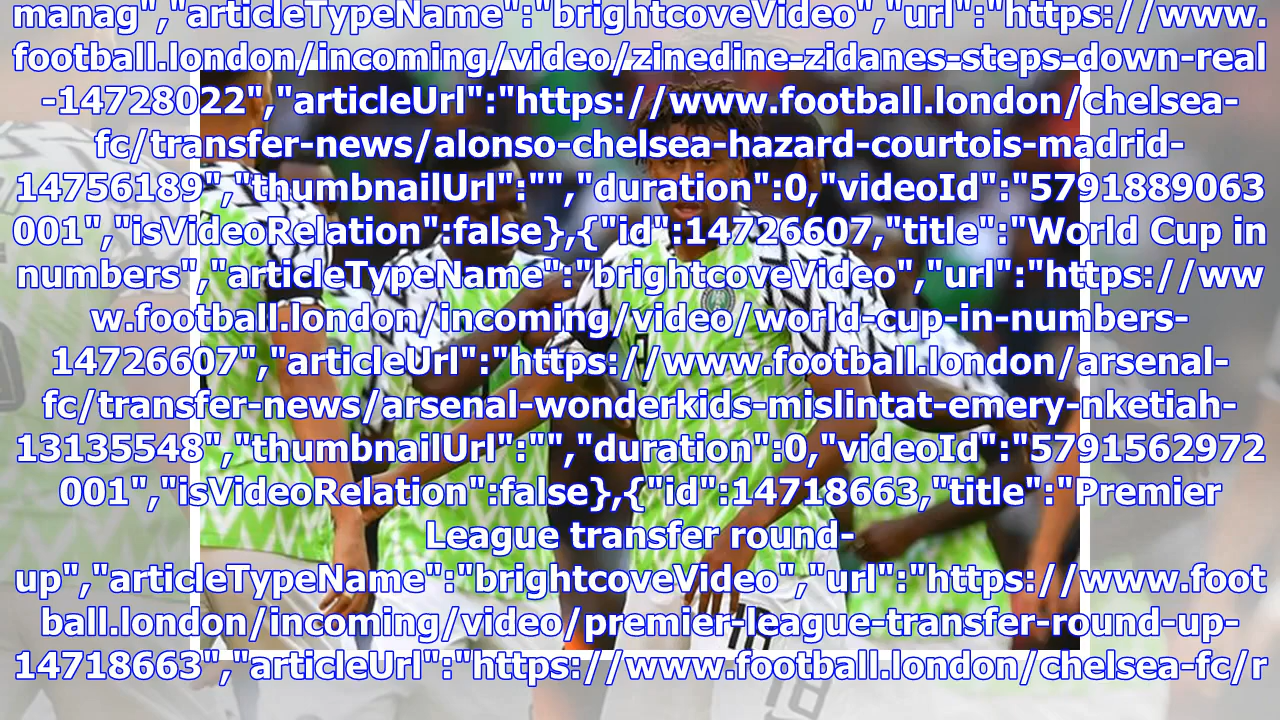 manag","articleTypeName":"brightcoveVideo","url":"https://www.
football.london/incoming/video/zinedine-zidanes-steps-down-real
-14728022","articleUrl":"https://www.football.london/chelsea-
fc/transfer-news/alonso-chelsea-hazard-courtois-madrid-
14756189","thumbnailUrl":"","duration":0,"videoId":"5791889063
001","isVideoRelation":false},{"id":14726607,"title":"World Cup in
numbers","articleTypeName":"brightcoveVideo","url":"https://ww
w.football.london/incoming/video/world-cup-in-numbers-
14726607","articleUrl":"https://www.football.london/arsenal-
fc/transfer-news/arsenal-wonderkids-mislintat-emery-nketiah-
13135548","thumbnailUrl":"","duration":0,"videoId":"5791562972
001","isVideoRelation":false},{"id":14718663,"title":"Premier
League transfer round-
up","articleTypeName":"brightcoveVideo","url":"https://www.foot
ball.london/incoming/video/premier-league-transfer-round-up-
14718663","articleUrl":"https://www.football.london/chelsea-fc/r